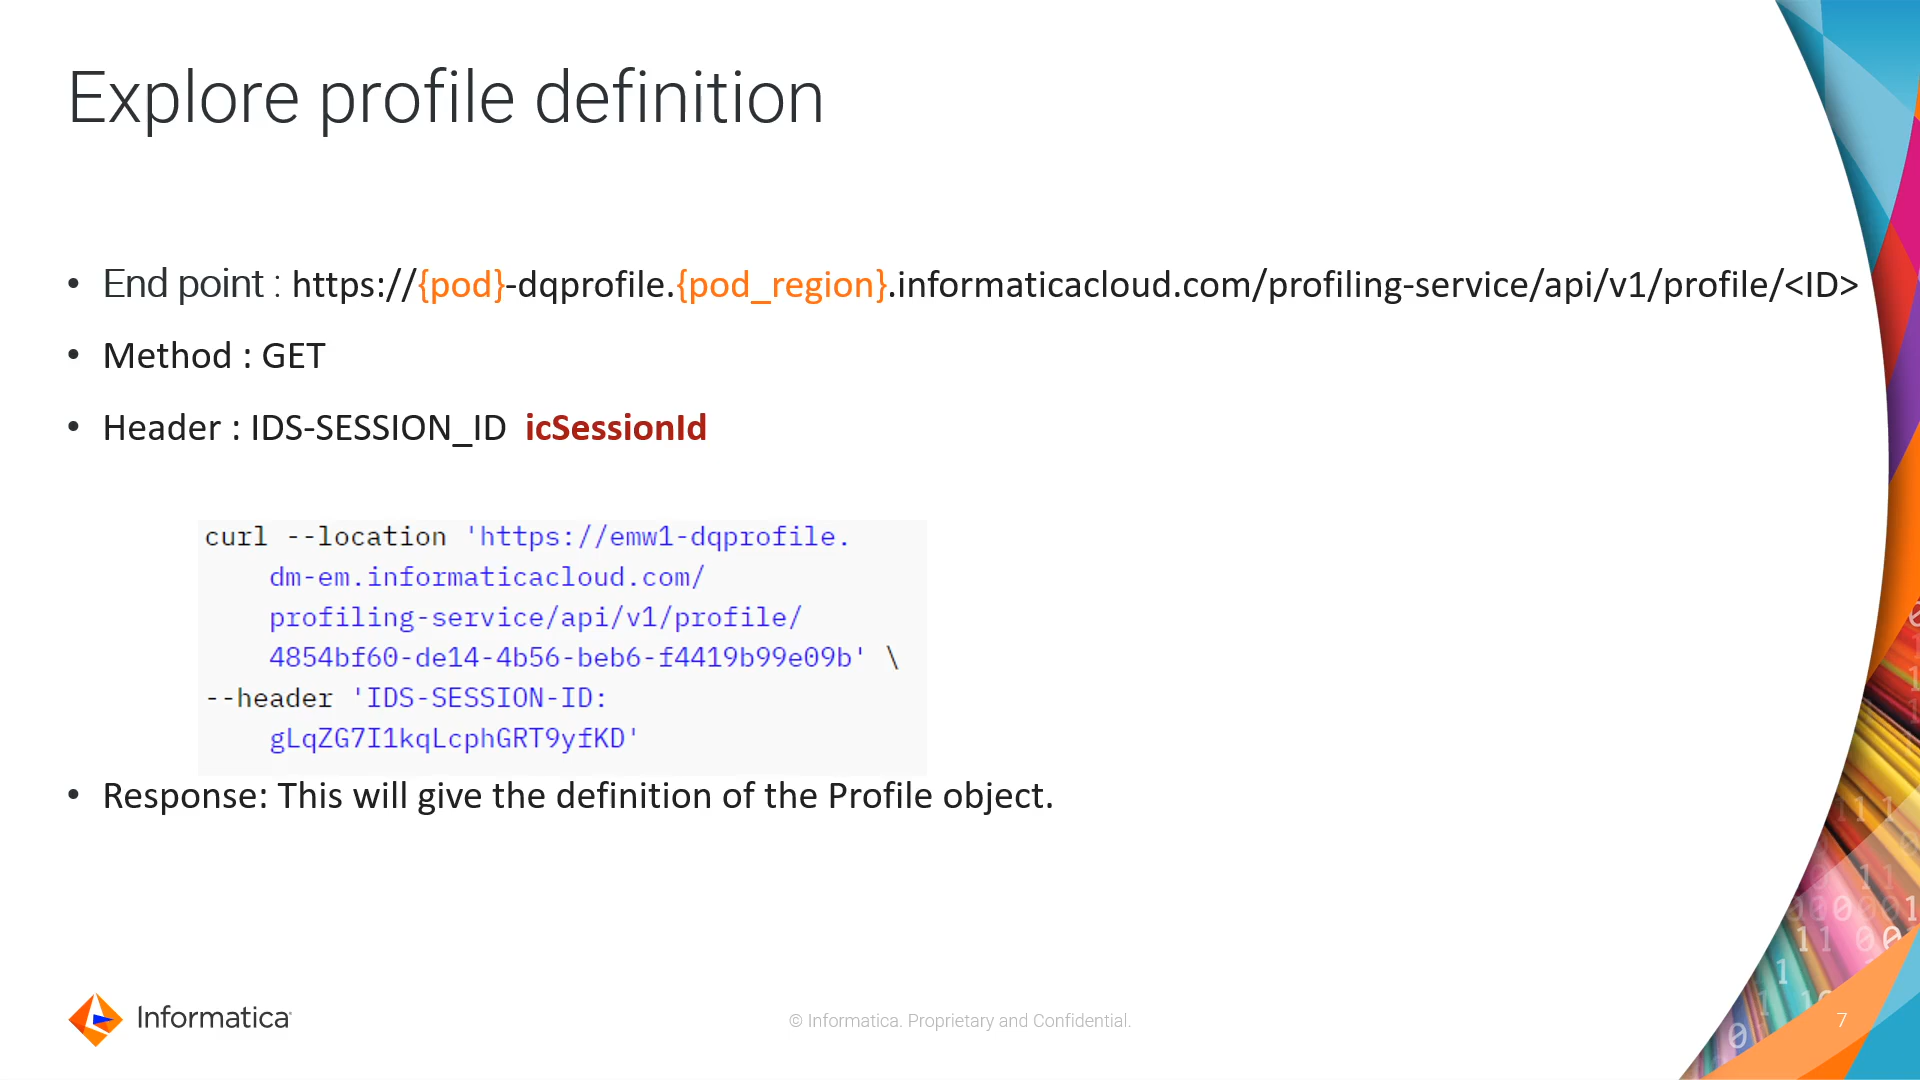 Explore profile definition
• End point : https://{pod}-dqprofile.{pod_region}.informaticacloud.com/profiling-service/api/v1/profile/<ID>
• Method : GET
• Header : IDS-SESSION_ID icSessionId
curl --location 'https://emw1-dqprofile.
dm-em.informaticacloud.com/
profiling-service/api/v1/profile/
4854bf60-de14-4b56-beb6-f4419b99e09b' \
--header 'IDS-SESSION-ID:
gLqZG7I1kqLcphGRT9yfKD'
• Response: This will give the definition of the Profile object.
Informatica
© Informatica. Proprietary and Confidential.
7